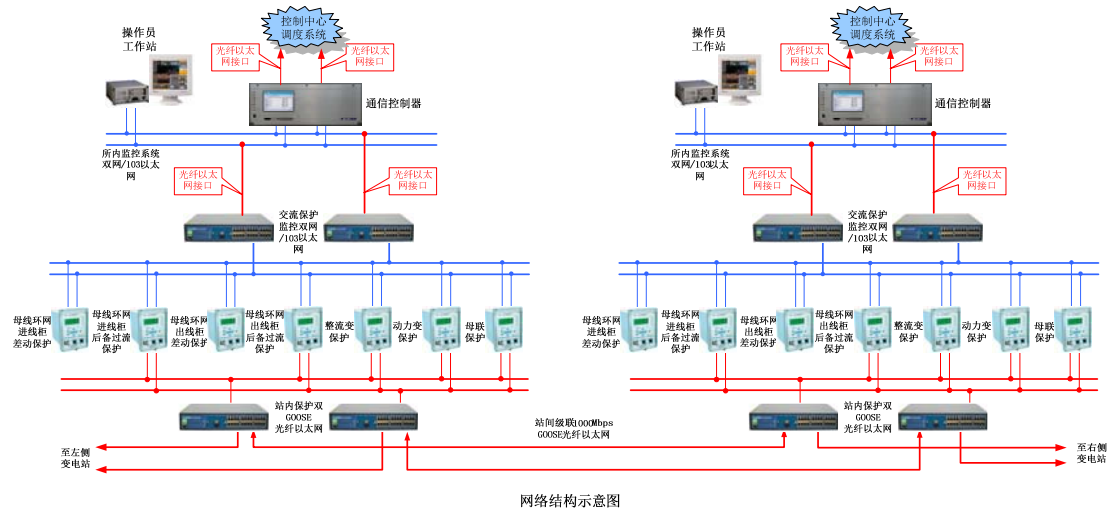 操作员
工作站
控制中心
调度系统
光纤以太
网接口
光纤以太
网接口
通信控制器
所内监控系统
双网/103以太
网
光纤以太
网接口
光纤以太
网接口
交流保护
监控双网
/103以太
网
母线环网
进线柜
差动保护
母线环网
进线柜
后备过流
保护
母线环网
出线柜
差动保护
母线环网
出线柜
后备过流
保护
整流变
保护
动力变
保护
母联
保护
站内保护双
GOOSE
光纤以太网
至左侧
变电站
站间级联1000Mbps
GOOSE光纤以太网
操作员
工作站
控制中心
调度系统
光纤以太
网接口
光纤以太
网接口
通信控制器
所内监控系统
双网/103以太
网
光纤以太
网接口
光纤以太
网接口
交流保护
监控双网
/103以太
网
母线环网
进线柜
差动保护
母线环网
进线柜
后备过流
保护
母线环网
出线柜
差动保护
母线环网
出线柜
后备过流
保护
整流变
保护
动力变
保护
母联
保护
站内保护双
GOOSE
光纤以太网
至右侧
变电站
网络结构示意图